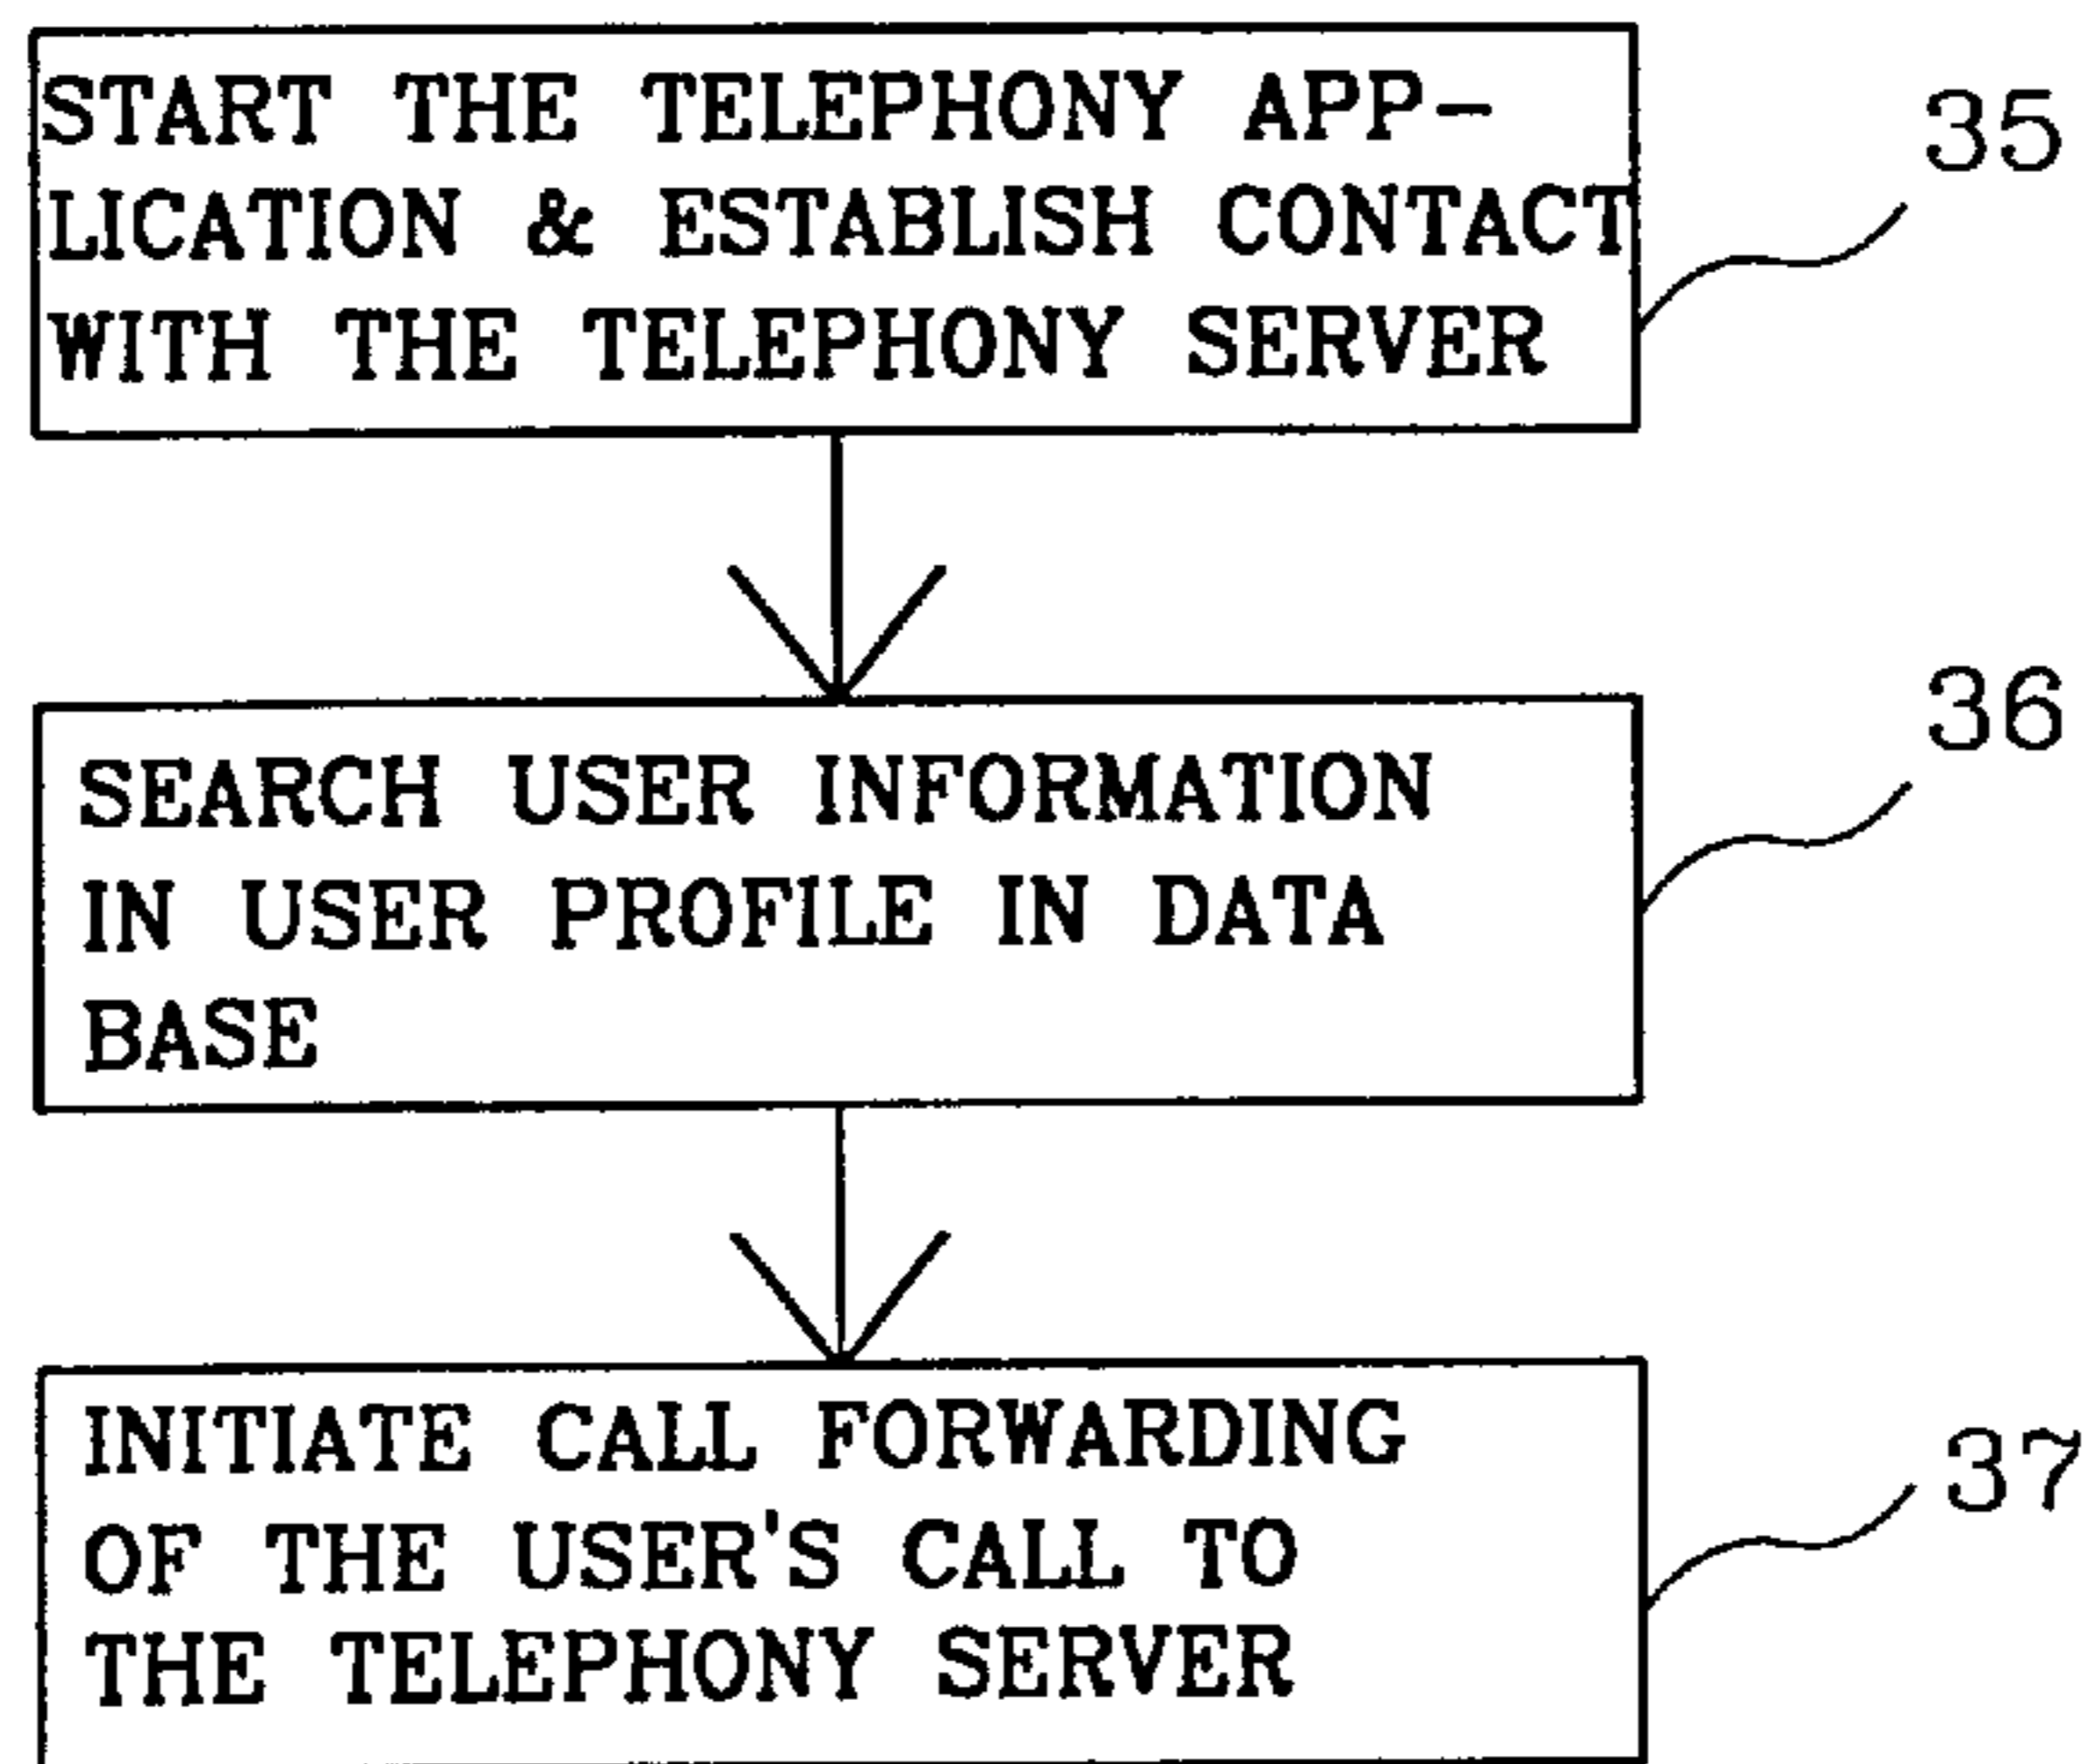 START THE TELEPHONY APP-
LICATION & ESTABLISH CONTACT
WITH THE TELEPHONY SERVER
35
SEARCH USER INFORMATION
IN USER PROFILE IN DATA
BASE
36
INITIATE CALL FORWARDING
OF THE USER'S CALL TO
THE TELEPHONY SERVER
37